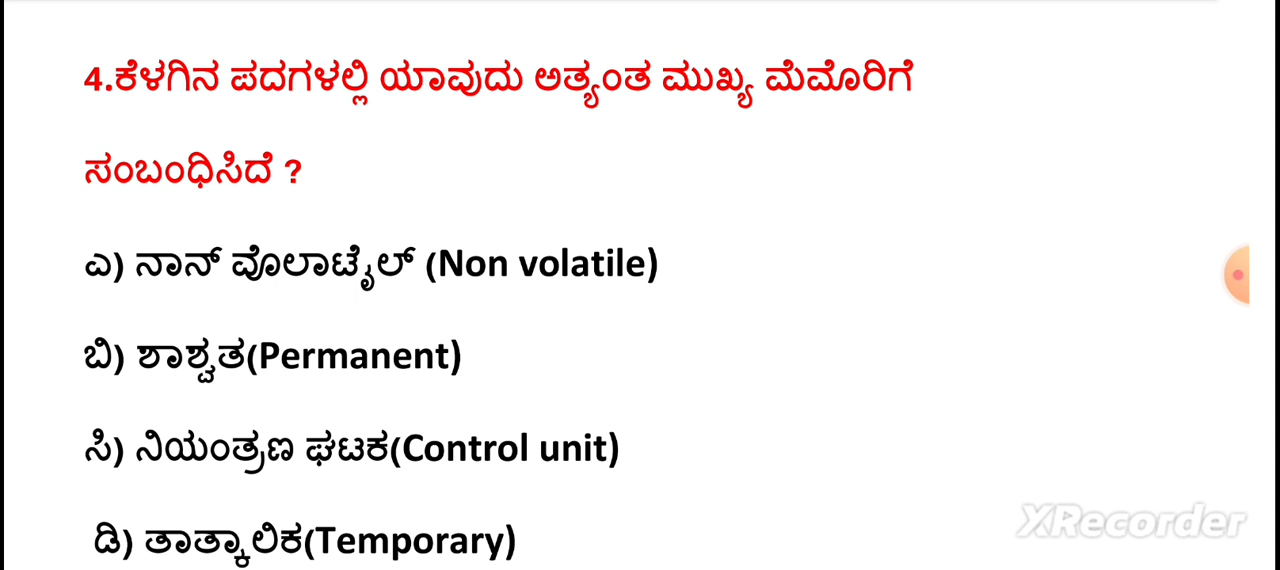 4.ಕೆಳಗಿನ ಪದಗಳಲ್ಲಿ ಯಾವುದು ಅತ್ಯಂತ ಮುಖ್ಯ ಮೆಮೊರಿಗೆ
ಸಂಬಂಧಿಸಿದೆ ?
ಎ) ನಾನ್ ವೊಲಾಟೈಲ್ (Non volatile)
ಬಿ) ಶಾಶ್ವತ(Permanent)
ಸಿ) ನಿಯಂತ್ರಣ ಘಟಕ(Control unit)
ಡಿ) ತಾತ್ಕಾಲಿಕ(Temporary)
XRecorder